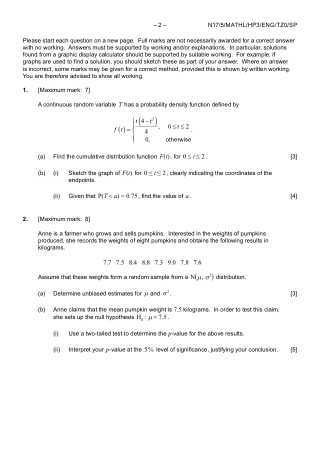 – 2 –
N17/5/MATHL/HP3/ENG/TZ0/SP
Please start each question on a new page. Full marks are not necessarily awarded for a correct answer
with no working. Answers must be supported by working and/or explanations. In particular, solutions
found from a graphic display calculator should be supported by suitable working. For example, if
graphs are used to find a solution, you should sketch these as part of your answer. Where an answer
is incorrect, some marks may be given for a correct method, provided this is shown by written working.
You are therefore advised to show all working.
1. [Maximum mark: 7]
A continuous random variable T has a probability density function defined by
f(t) = { t(4 − t²)/4, 0 ≤ t ≤ 2
0, otherwise
(a) Find the cumulative distribution function F(t), for 0 ≤ t ≤ 2. [3]
(b) (i) Sketch the graph of F(t) for 0 ≤ t ≤ 2, clearly indicating the coordinates of the
endpoints.
(ii) Given that P(T < a) = 0.75, find the value of a. [4]
2. [Maximum mark: 8]
Anne is a farmer who grows and sells pumpkins. Interested in the weights of pumpkins
produced, she records the weights of eight pumpkins and obtains the following results in
kilograms.
7.7 7.5 8.4 8.8 7.3 9.0 7.8 7.6
Assume that these weights form a random sample from a N(μ, σ²) distribution.
(a) Determine unbiased estimates for μ and σ². [3]
(b) Anne claims that the mean pumpkin weight is 7.5 kilograms. In order to test this claim,
she sets up the null hypothesis H₀ : μ = 7.5.
(i) Use a two-tailed test to determine the p-value for the above results.
(ii) Interpret your p-value at the 5% level of significance, justifying your conclusion. [5]